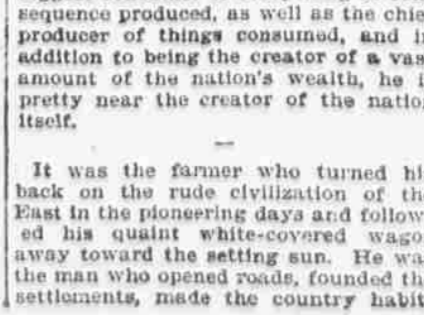 sequence produced, as well as the chie
producer of things consumed, and i
addition to being the creator of a vas
amount of the nation's wealth, he i
pretty near the creator of the natio
itself.
It was the farmer who turned hi
back on the rude civilization of th
East in the pioneering days and follow
ed his quaint white-covered wago
away toward the setting sun. He wa
the man who opened roads, founded th
settlements, made the country habit